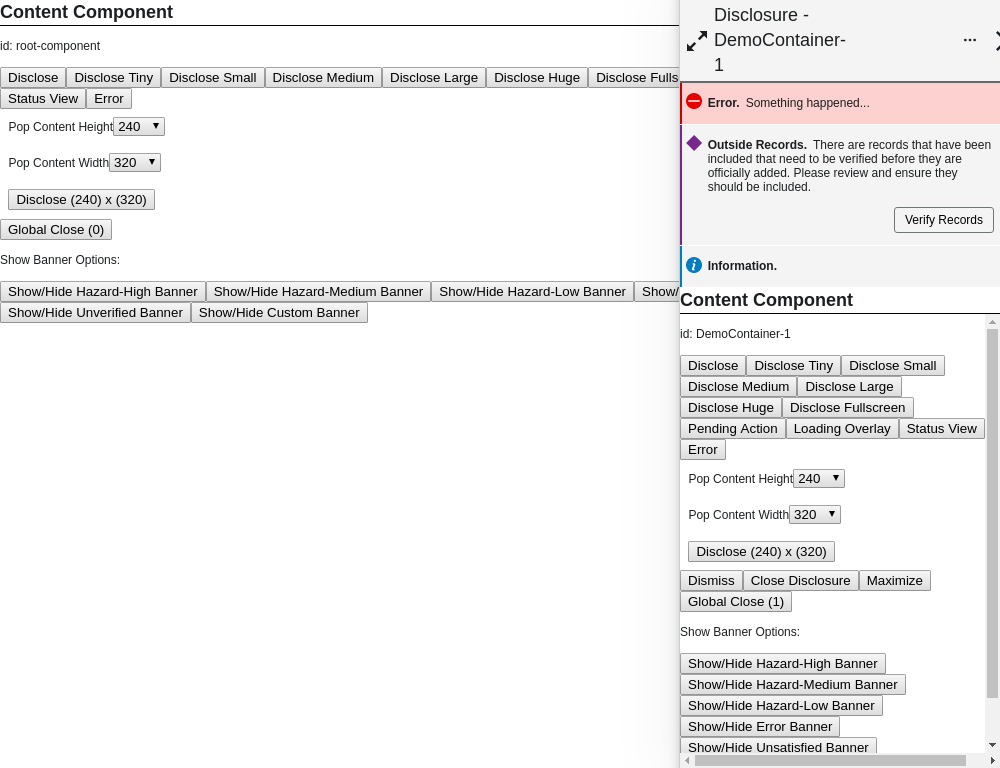 Content Component
id: root-component
Disclose Disclose Tiny Disclose Small Disclose Medium Disclose Large Disclose Huge Disclose Fulls
Status View Error
Pop Content Height 240
Pop Content Width 320
Disclose (240) x (320)
Global Close (0)
Show Banner Options:
Show/Hide Hazard-High Banner Show/Hide Hazard-Medium Banner Show/Hide Hazard-Low Banner Show/
Show/Hide Unverified Banner Show/Hide Custom Banner
Disclosure -
DemoContainer-
1
Error. Something happened...
Outside Records. There are records that have been
included that need to be verified before they are
officially added. Please review and ensure they
should be included.
Verify Records
Information.
Content Component
id: DemoContainer-1
Disclose Disclose Tiny Disclose Small
Disclose Medium Disclose Large
Disclose Huge Disclose Fullscreen
Pending Action Loading Overlay Status View
Error
Pop Content Height 240
Pop Content Width 320
Disclose (240) x (320)
Dismiss Close Disclosure Maximize
Global Close (1)
Show Banner Options:
Show/Hide Hazard-High Banner
Show/Hide Hazard-Medium Banner
Show/Hide Hazard-Low Banner
Show/Hide Error Banner
Show/Hide Unsatisfied Banner